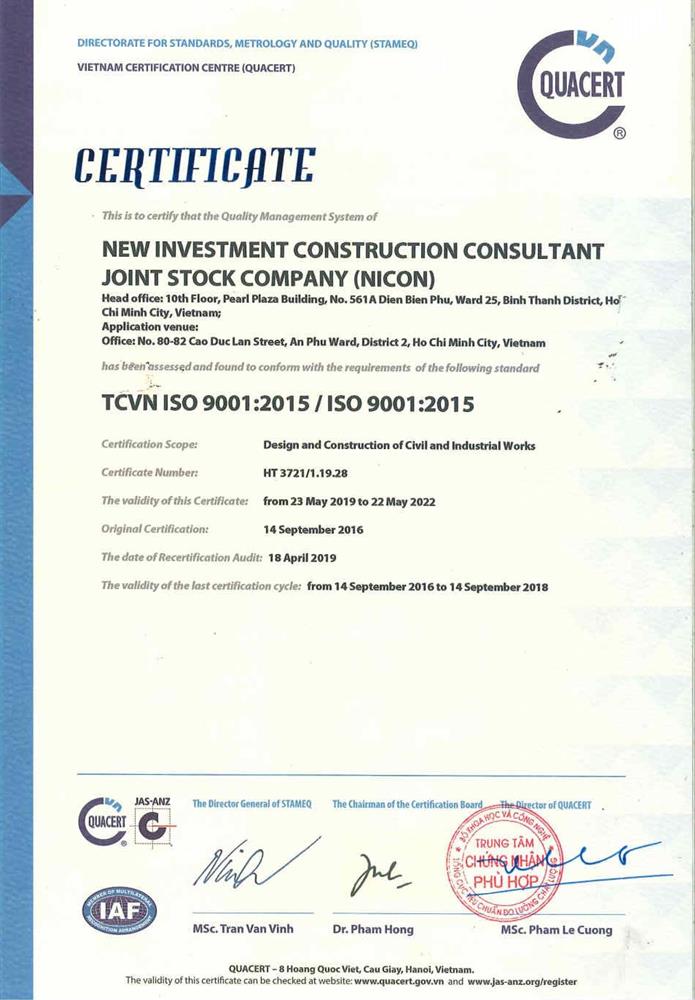 DIRECTORATE FOR STANDARDS, METROLOGY AND QUALITY (STAMEQ)
VIETNAM CERTIFICATION CENTRE (QUACERT)
QUACERT
®
CERTIFICATE
This is to certify that the Quality Management System of
NEW INVESTMENT CONSTRUCTION CONSULTANT
JOINT STOCK COMPANY (NICON)
Head office: 10th Floor, Pearl Plaza Building, No. 561A Dien Bien Phu, Ward 25, Binh Thanh District, Ho
Chi Minh City, Vietnam;
Application venue:
Office: No. 80-82 Cao Duc Lan Street, An Phu Ward, District 2, Ho Chi Minh City, Vietnam
has been assessed and found to conform with the requirements of the following standard
TCVN ISO 9001:2015 / ISO 9001:2015
Certification Scope: Design and Construction of Civil and Industrial Works
Certificate Number: HT 3721/1.19.28
The validity of this Certificate: from 23 May 2019 to 22 May 2022
Original Certification: 14 September 2016
The date of Recertification Audit: 18 April 2019
The validity of the last certification cycle: from 14 September 2016 to 14 September 2018
QUACERT
®
JAS-ANZ
C
The Director General of STAMEQ The Chairman of the Certification Board The Director of QUACERT
BỘ KHOA HỌC VÀ CÔNG NGHỆ
TRUNG TÂM
CHỨNG NHẬN
PHÙ HỢP
TỔNG CỤC TIÊU CHUẨN ĐO LƯỜNG CHẤT LƯỢNG
MEMBER OF MULTILATERAL
IAF
RECOGNITION ARRANGEMENT
MSc. Tran Van Vinh Dr. Pham Hong MSc. Pham Le Cuong
QUACERT – 8 Hoang Quoc Viet, Cau Giay, Hanoi, Vietnam.
The validity of this certificate can be checked at website: www.quacert.gov.vn and www.jas-anz.org/register